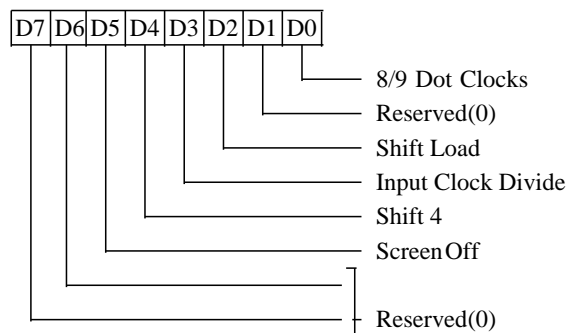 D7 D6 D5 D4 D3 D2 D1 D0
8/9 Dot Clocks
Reserved(0)
Shift Load
Input Clock Divide
Shift 4
Screen Off
Reserved(0)